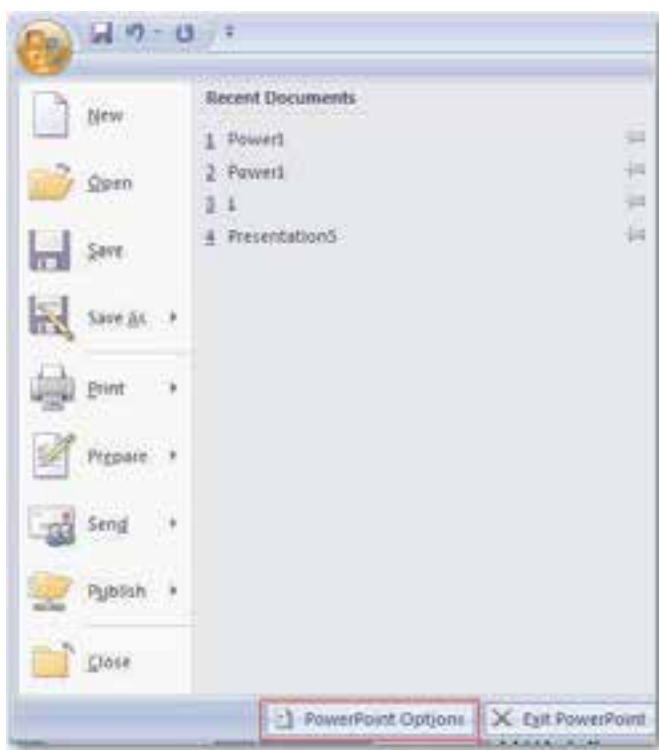 New
Open
Save
Save As
Print
Prepare
Send
Publish
Close
Recent Documents
1 Power1
2 Power1
3 1
4 Presentation5
PowerPoint Options
Exit PowerPoint